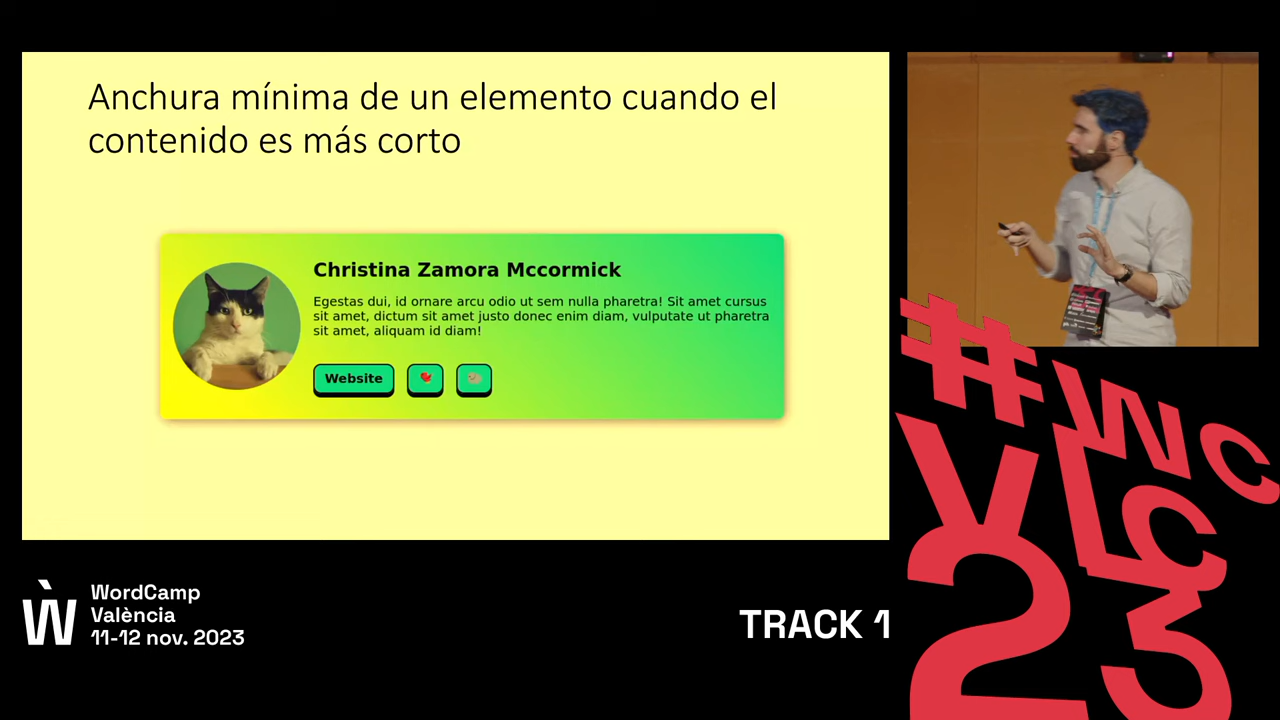 Anchura mínima de un elemento cuando el
contenido es más corto
Christina Zamora Mccormick
Egestas dui, id ornare arcu odio ut sem nulla pharetra! Sit amet cursus
sit amet, dictum sit amet justo donec enim diam, vulputate ut pharetra
sit amet, aliquam id diam!
Website
#WC
VLC
23
Ẁ
WordCamp
València
11-12 nov. 2023
TRACK 1